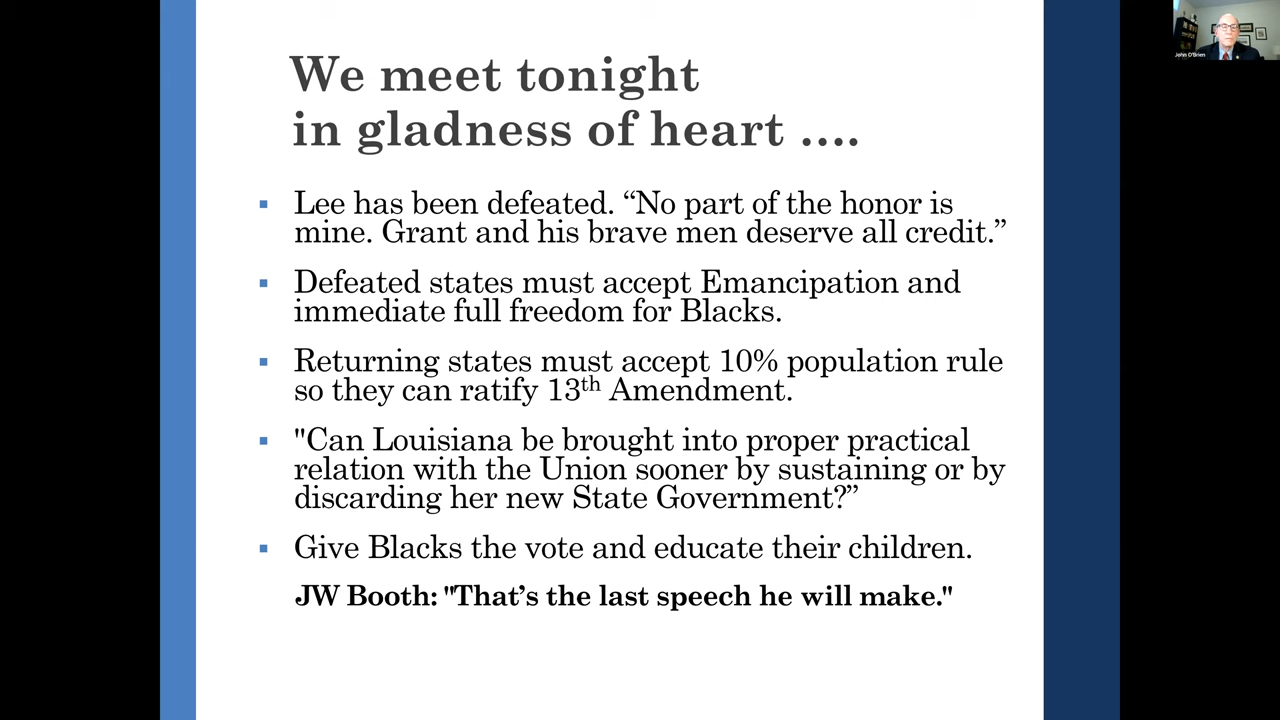 We meet tonight
in gladness of heart ....
Lee has been defeated. “No part of the honor is
mine. Grant and his brave men deserve all credit.”
Defeated states must accept Emancipation and
immediate full freedom for Blacks.
Returning states must accept 10% population rule
so they can ratify 13th Amendment.
"Can Louisiana be brought into proper practical
relation with the Union sooner by sustaining or by
discarding her new State Government?”
Give Blacks the vote and educate their children.
JW Booth: "That’s the last speech he will make."
John O'Brien